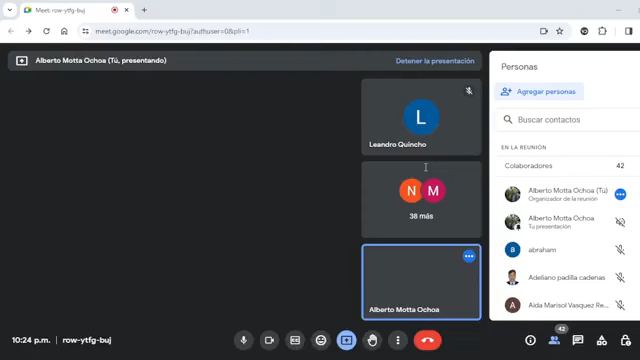 Meet: row-ytfg-buj
meet.google.com/row-ytfg-buj?authuser=0&pli=1
Alberto Motta Ochoa (Tú, presentando)
Detener la presentación
L
Leandro Quincho
N M
38 más
Alberto Motta Ochoa
Personas
Agregar personas
Buscar contactos
EN LA REUNIÓN
Colaboradores 42
Alberto Motta Ochoa (Tú)
Organizador de la reunión
Alberto Motta Ochoa
Tu presentación
a abraham
Adeliano padilla cadenas
A Aida Marisol Vasquez Re...
10:24 p.m. row-ytfg-buj
42